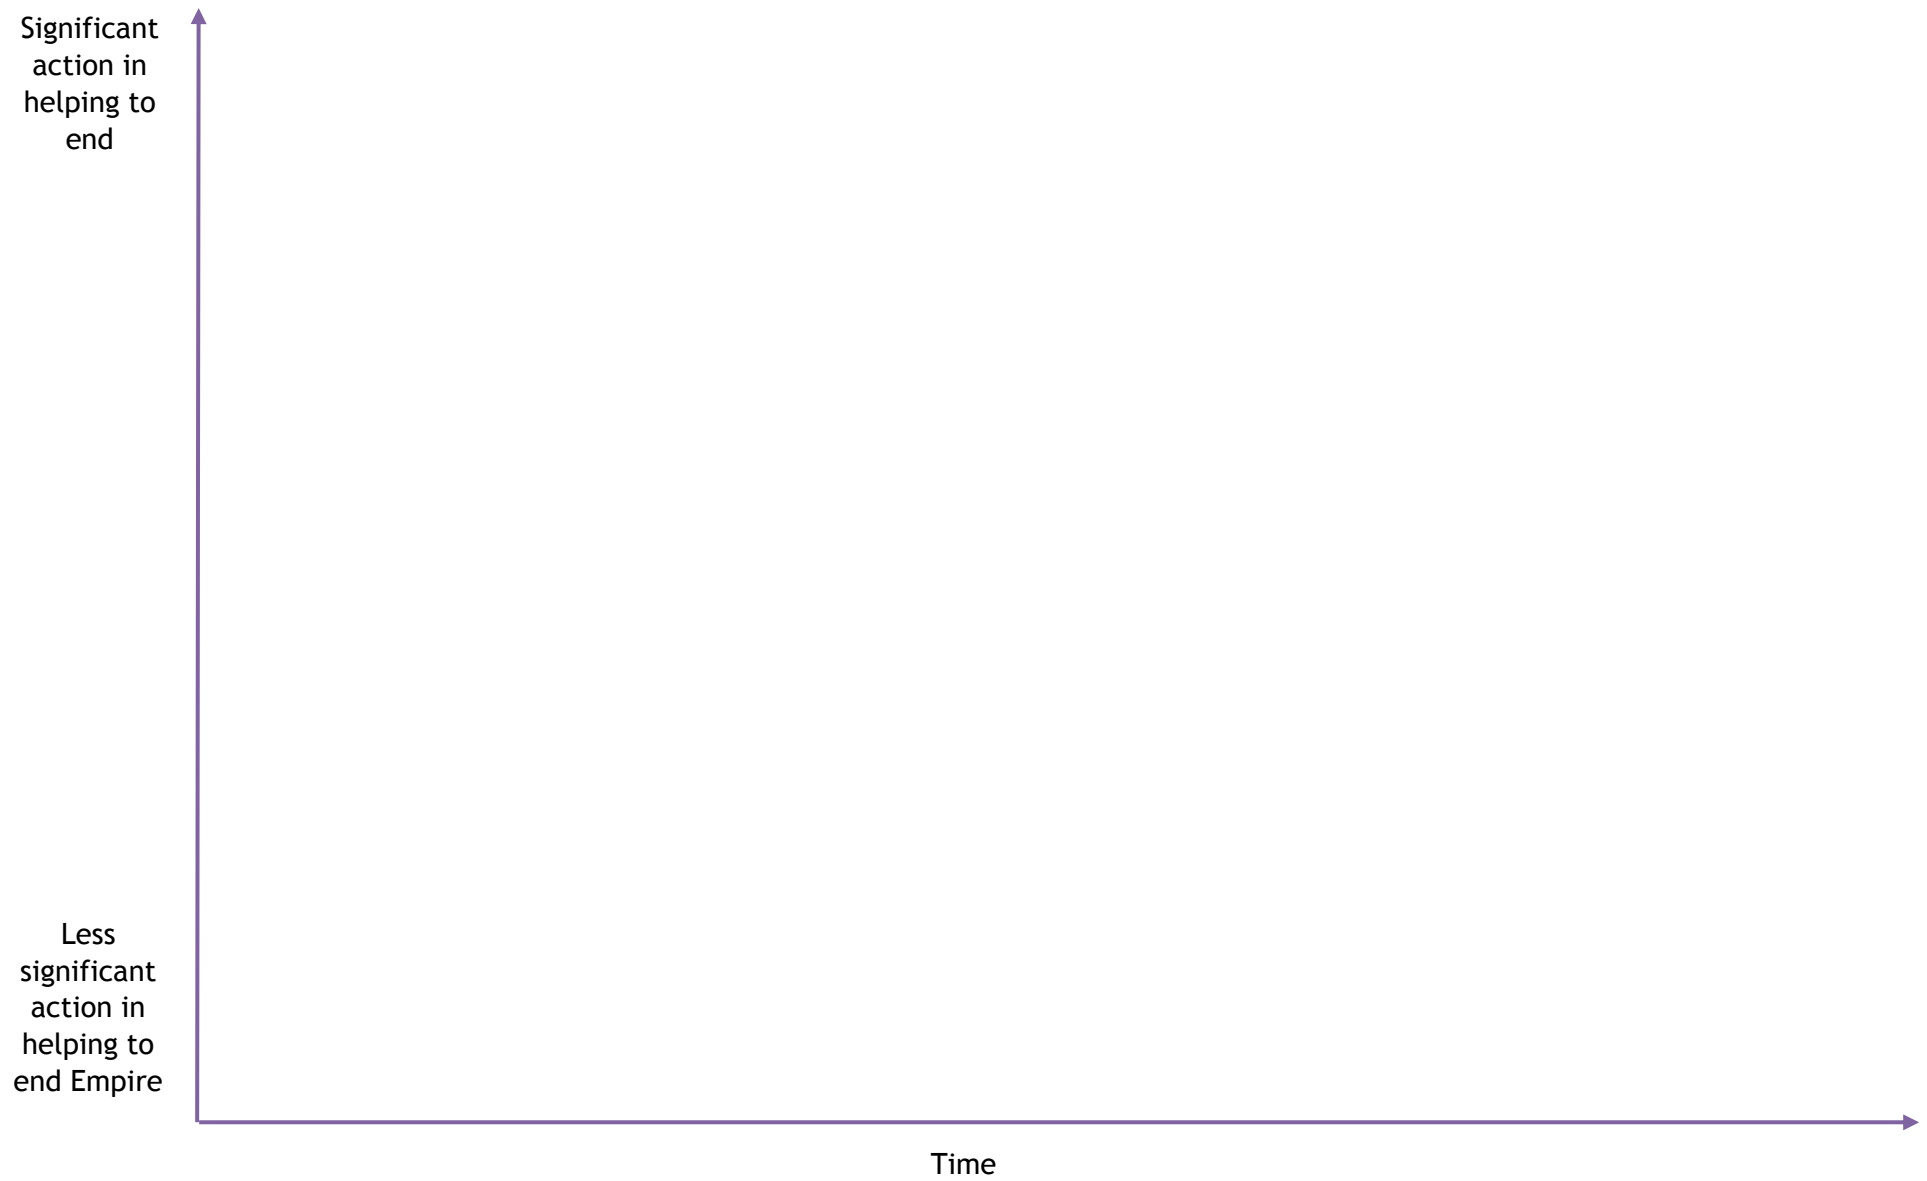 Significant
action in
helping to
end
Less
significant
action in
helping to
end Empire
Time